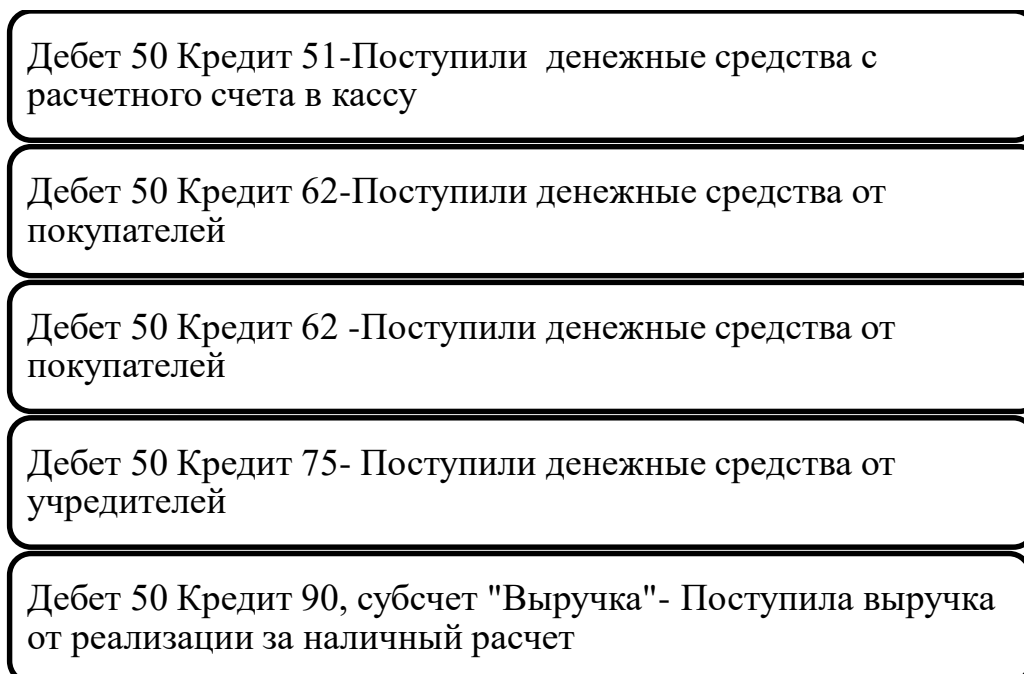 Дебет 50 Кредит 51-Поступили  денежные средства с
расчетного счета в кассу
Дебет 50 Кредит 62-Поступили денежные средства от
покупателей
Дебет 50 Кредит 62 -Поступили денежные средства от
покупателей
Дебет 50 Кредит 75- Поступили денежные средства от
учредителей
Дебет 50 Кредит 90, субсчет "Выручка"- Поступила выручка
от реализации за наличный расчет